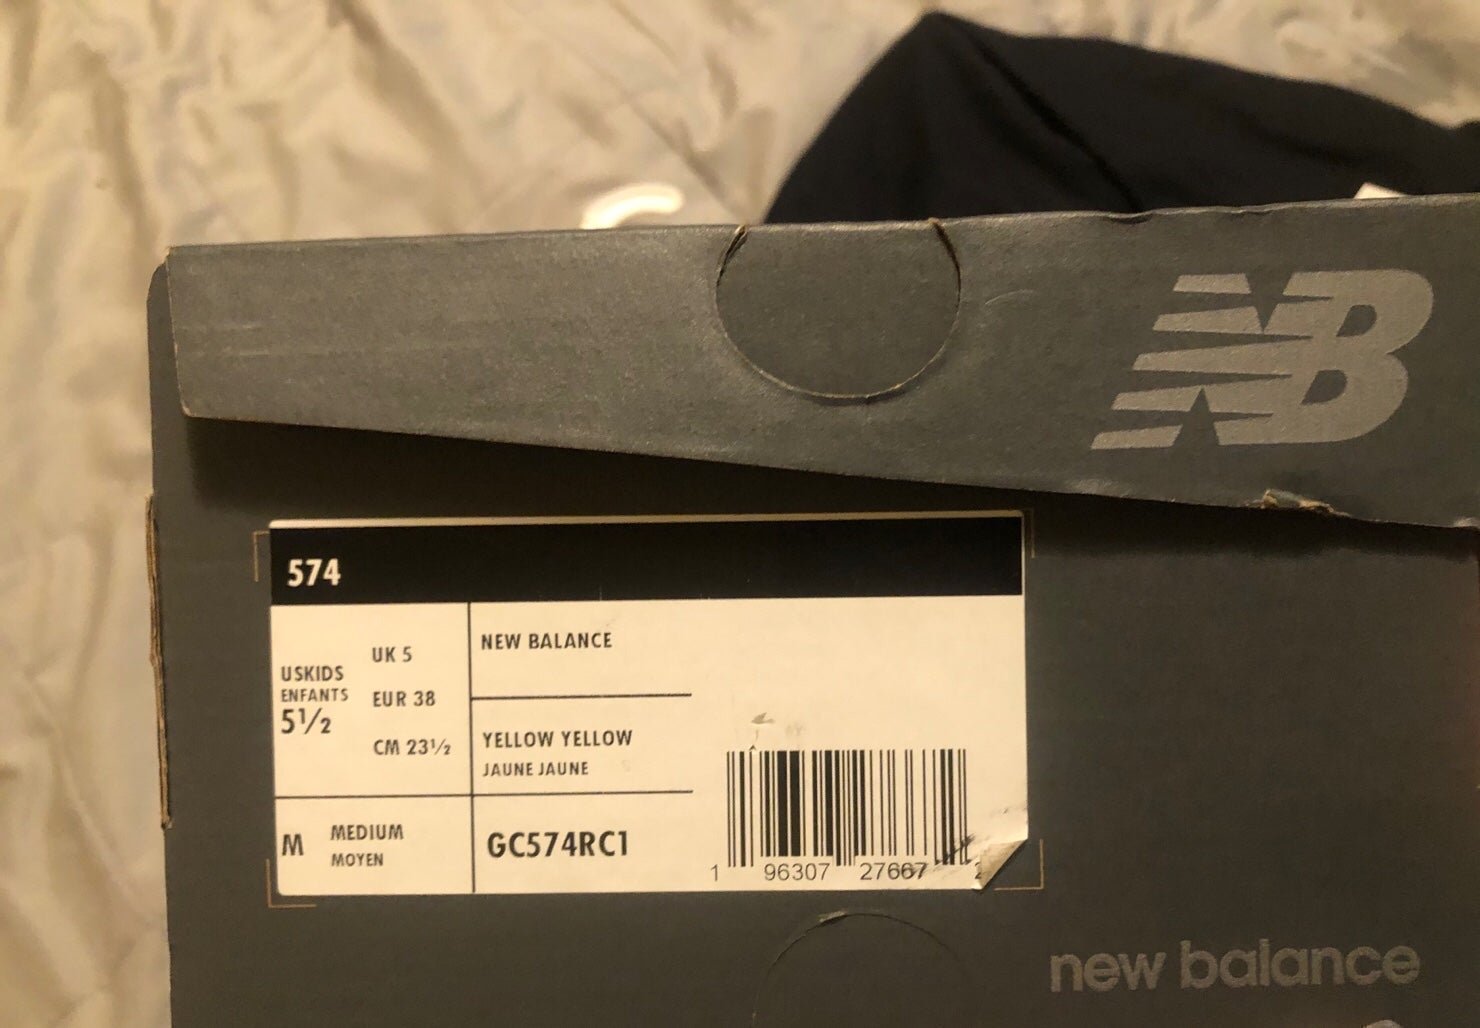 NB
574
USKIDS
ENFANTS
5½
UK 5
EUR 38
CM 23½
NEW BALANCE
YELLOW YELLOW
JAUNE JAUNE
M
MEDIUM
MOYEN
GC574RC1
1 96307 27667
new balance